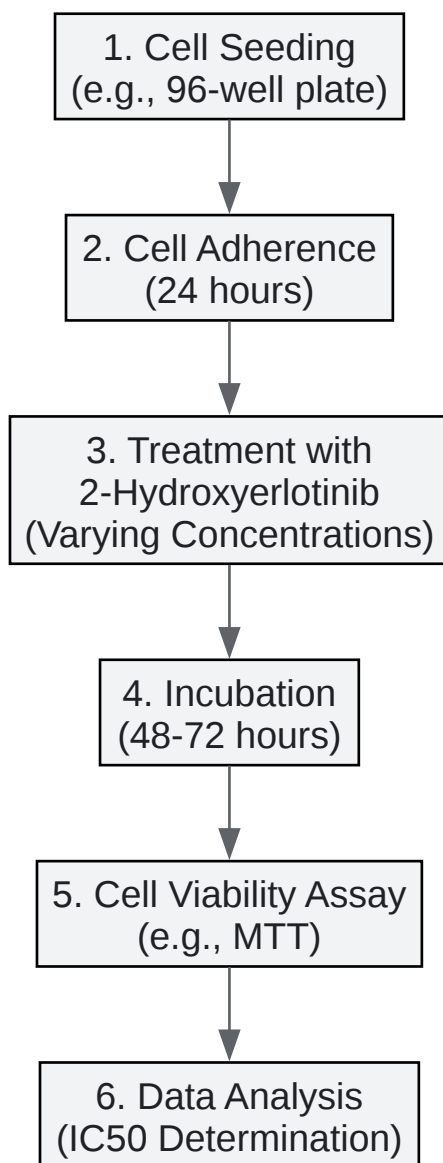 1. Cell Seeding
(e.g., 96-well plate)
2. Cell Adherence
(24 hours)
3. Treatment with
2-Hydroxyerlotinib
(Varying Concentrations)
4. Incubation
(48-72 hours)
5. Cell Viability Assay
(e.g., MTT)
6. Data Analysis
(IC50 Determination)